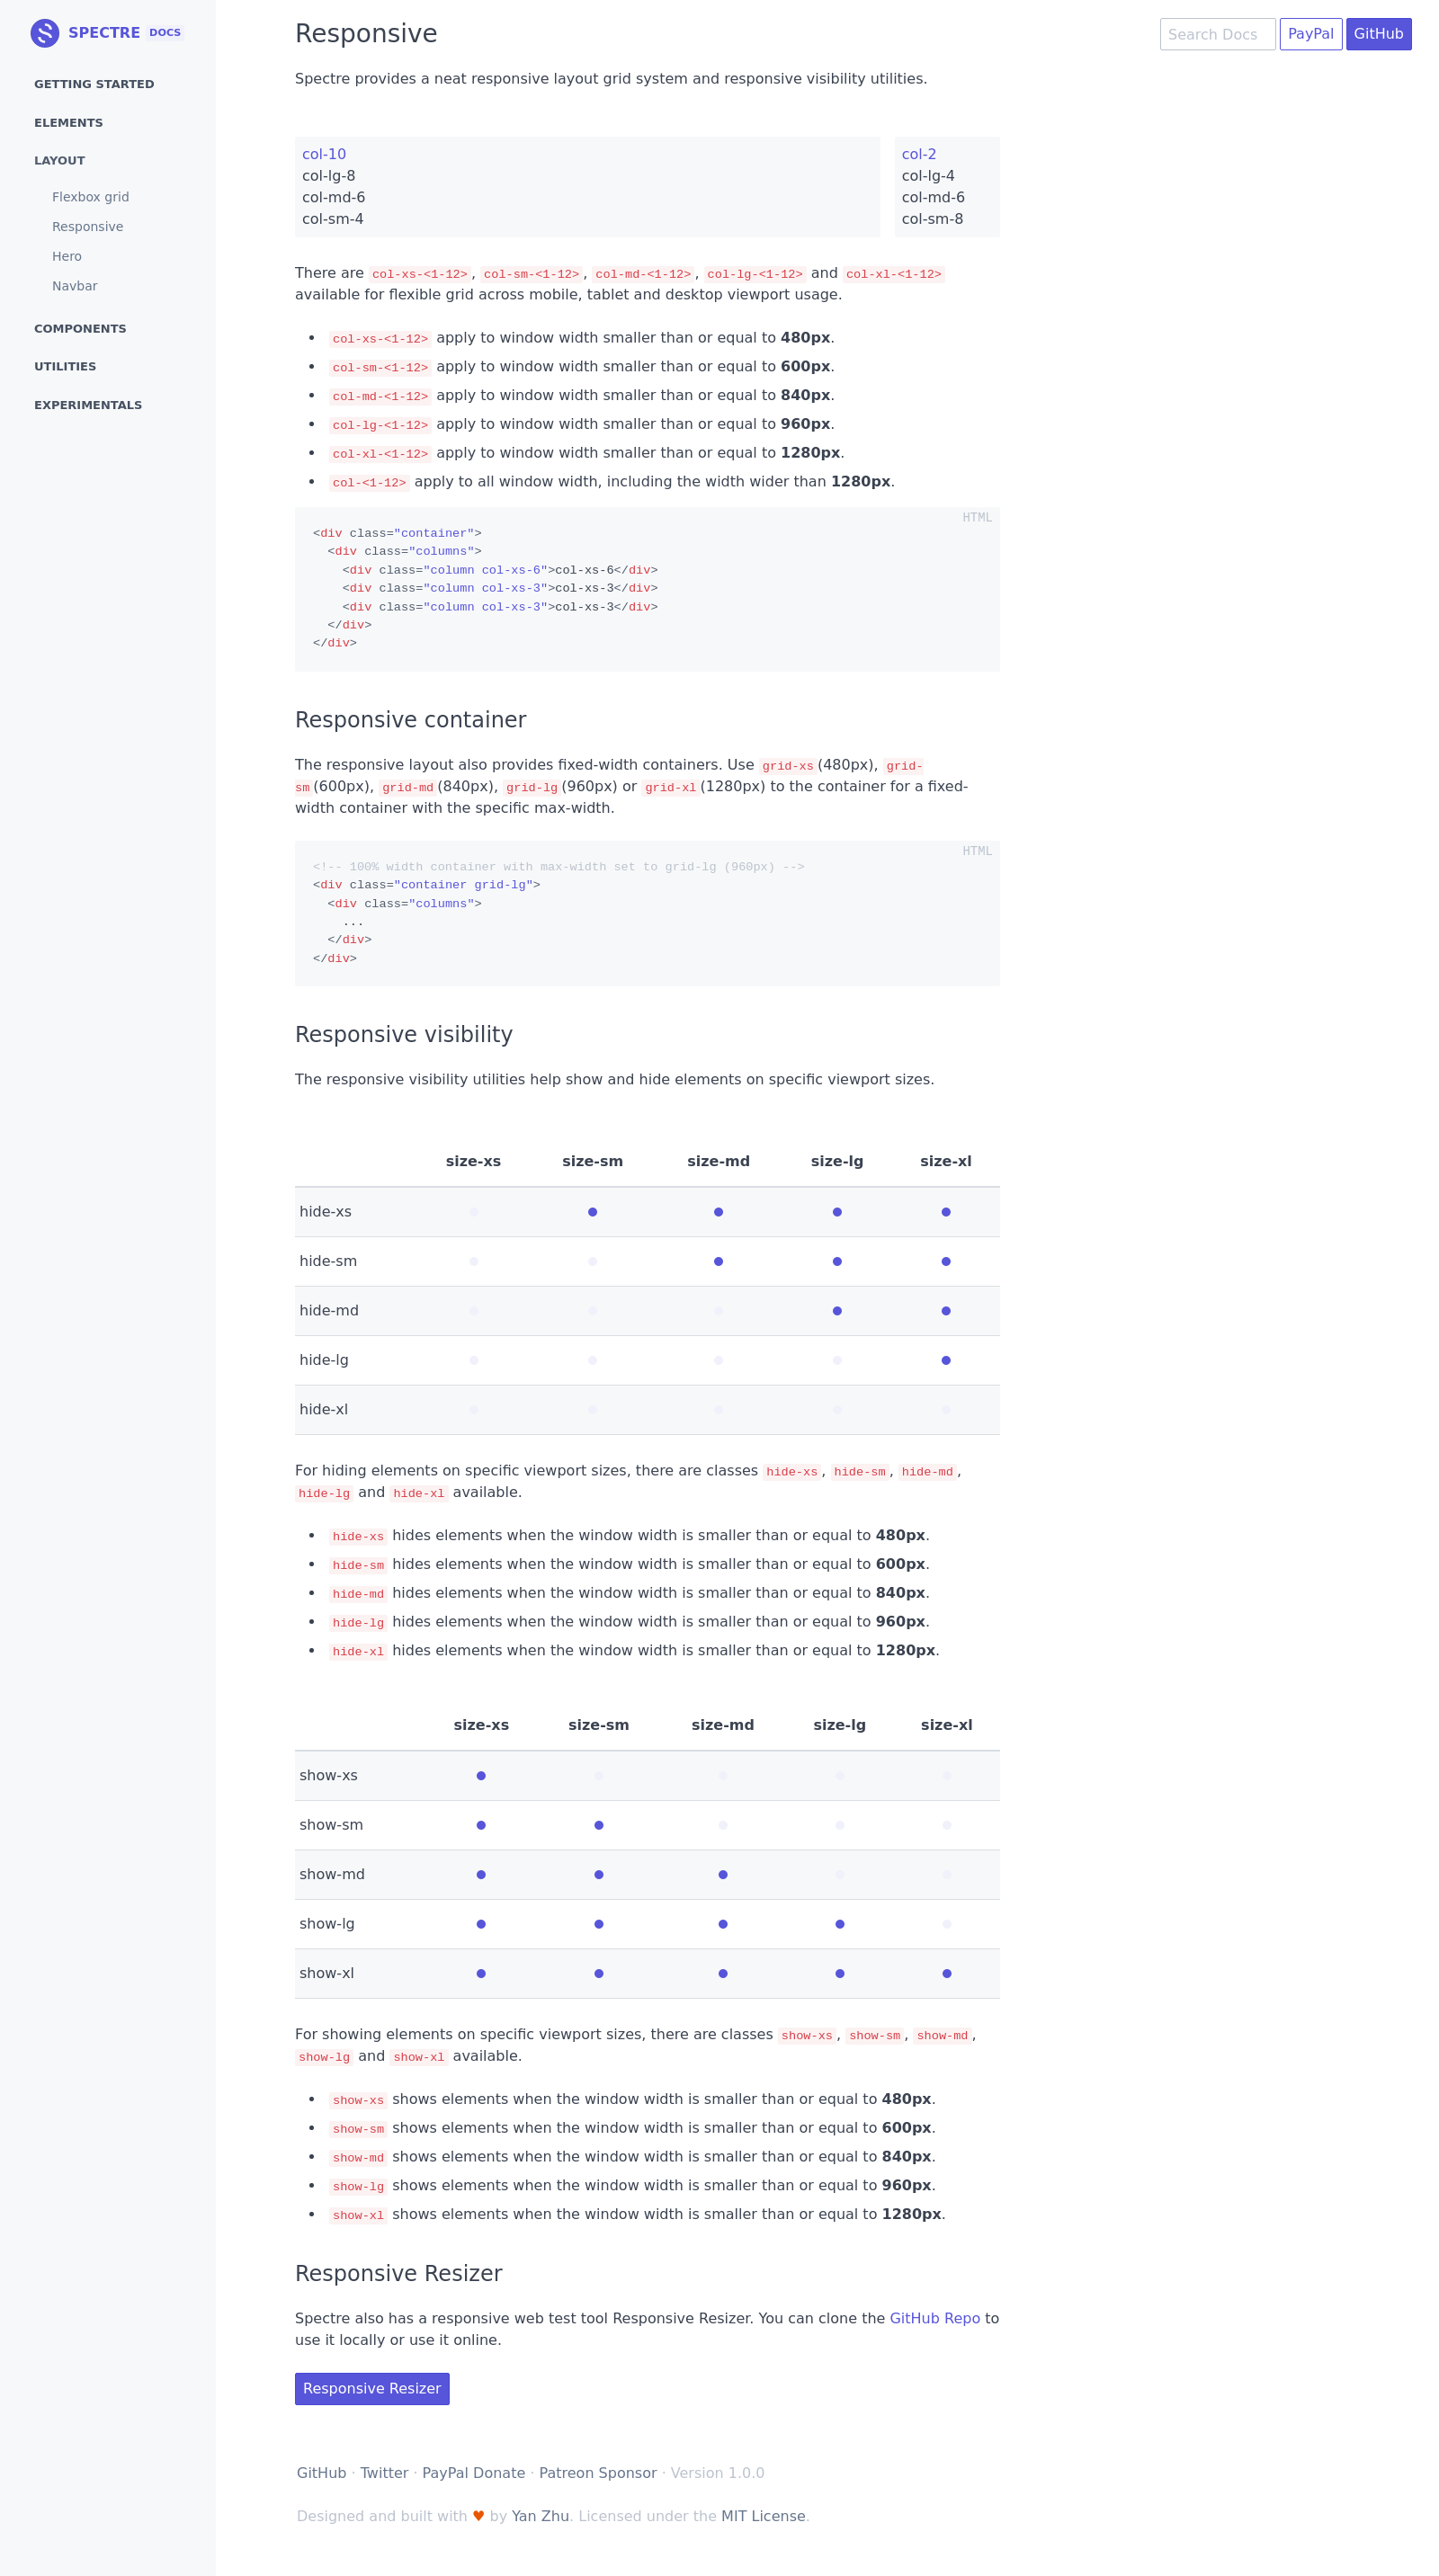 SPECTRE DOCS
GETTING STARTED
ELEMENTS
LAYOUT
Flexbox grid
Responsive
Hero
Navbar
COMPONENTS
UTILITIES
EXPERIMENTALS
Responsive
Search Docs PayPal GitHub
Spectre provides a neat responsive layout grid system and responsive visibility utilities.
col-10
col-lg-8
col-md-6
col-sm-4
col-2
col-lg-4
col-md-6
col-sm-8
There are col-xs-<1-12>, col-sm-<1-12>, col-md-<1-12>, col-lg-<1-12> and col-xl-<1-12>
available for flexible grid across mobile, tablet and desktop viewport usage.
• col-xs-<1-12> apply to window width smaller than or equal to 480px.
• col-sm-<1-12> apply to window width smaller than or equal to 600px.
• col-md-<1-12> apply to window width smaller than or equal to 840px.
• col-lg-<1-12> apply to window width smaller than or equal to 960px.
• col-xl-<1-12> apply to window width smaller than or equal to 1280px.
• col-<1-12> apply to all window width, including the width wider than 1280px.
HTML
<div class="container">
  <div class="columns">
    <div class="column col-xs-6">col-xs-6</div>
    <div class="column col-xs-3">col-xs-3</div>
    <div class="column col-xs-3">col-xs-3</div>
  </div>
</div>
Responsive container
The responsive layout also provides fixed-width containers. Use grid-xs(480px), grid-
sm(600px), grid-md(840px), grid-lg(960px) or grid-xl(1280px) to the container for a fixed-
width container with the specific max-width.
HTML
<!-- 100% width container with max-width set to grid-lg (960px) -->
<div class="container grid-lg">
  <div class="columns">
    ...
  </div>
</div>
Responsive visibility
The responsive visibility utilities help show and hide elements on specific viewport sizes.
size-xs size-sm size-md size-lg size-xl
hide-xs
hide-sm
hide-md
hide-lg
hide-xl
For hiding elements on specific viewport sizes, there are classes hide-xs, hide-sm, hide-md,
hide-lg and hide-xl available.
• hide-xs hides elements when the window width is smaller than or equal to 480px.
• hide-sm hides elements when the window width is smaller than or equal to 600px.
• hide-md hides elements when the window width is smaller than or equal to 840px.
• hide-lg hides elements when the window width is smaller than or equal to 960px.
• hide-xl hides elements when the window width is smaller than or equal to 1280px.
size-xs size-sm size-md size-lg size-xl
show-xs
show-sm
show-md
show-lg
show-xl
For showing elements on specific viewport sizes, there are classes show-xs, show-sm, show-md,
show-lg and show-xl available.
• show-xs shows elements when the window width is smaller than or equal to 480px.
• show-sm shows elements when the window width is smaller than or equal to 600px.
• show-md shows elements when the window width is smaller than or equal to 840px.
• show-lg shows elements when the window width is smaller than or equal to 960px.
• show-xl shows elements when the window width is smaller than or equal to 1280px.
Responsive Resizer
Spectre also has a responsive web test tool Responsive Resizer. You can clone the GitHub Repo to
use it locally or use it online.
Responsive Resizer
GitHub · Twitter · PayPal Donate · Patreon Sponsor · Version 1.0.0
Designed and built with ♥ by Yan Zhu. Licensed under the MIT License.